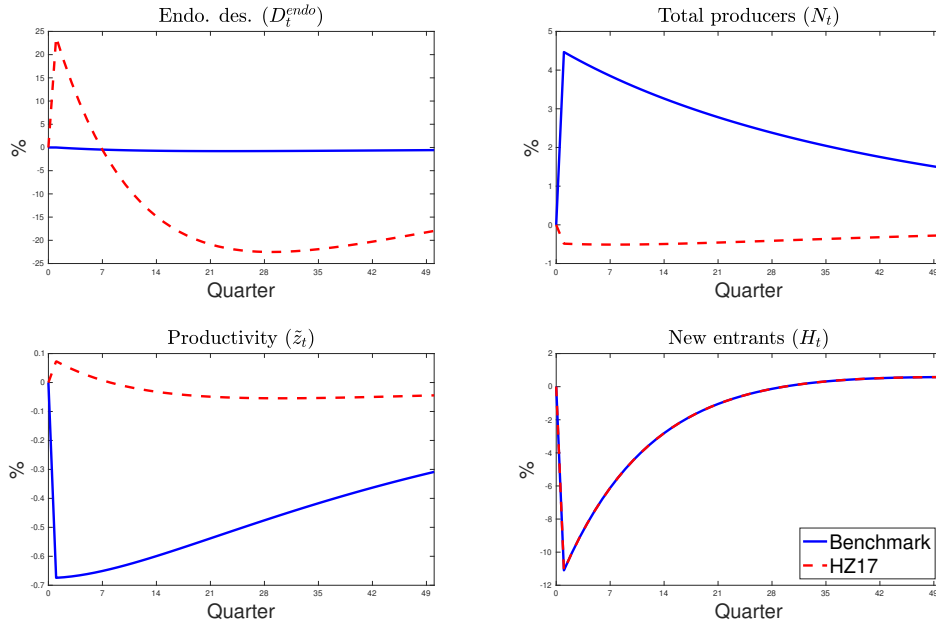 Endo. des. (D_t^{endo})
25
20
15
10
5
0
-5
-10
-15
-20
-25
%
0 7 14 21 28 35 42 49
Quarter
Total producers (N_t)
5
4
3
2
1
0
-1
%
0 7 14 21 28 35 42 49
Quarter
Productivity (z̃_t)
0.1
0
-0.1
-0.2
-0.3
-0.4
-0.5
-0.6
-0.7
%
0 7 14 21 28 35 42 49
Quarter
New entrants (H_t)
2
0
-2
-4
-6
-8
-10
-12
%
0 7 14 21 28 35 42 49
Quarter
Benchmark
HZ17